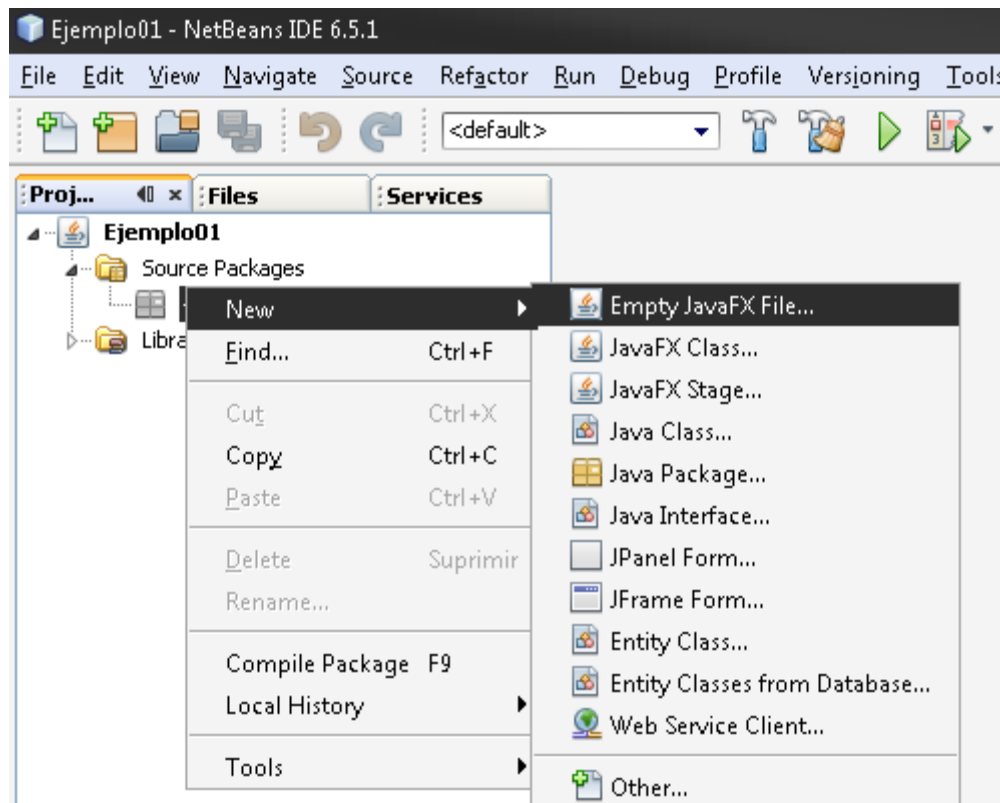 Ejemplo01 - NetBeans IDE 6.5.1
File Edit View Navigate Source Refactor Run Debug Profile Versioning Tools
<default>
Proj... Files Services
Ejemplo01
Source Packages
New
Find... Ctrl+F
Cut Ctrl+X
Copy Ctrl+C
Paste Ctrl+V
Delete Suprimir
Rename...
Compile Package F9
Local History
Tools
Empty JavaFX File...
JavaFX Class...
JavaFX Stage...
Java Class...
Java Package...
Java Interface...
JPanel Form...
JFrame Form...
Entity Class...
Entity Classes from Database...
Web Service Client...
Other...
Libra